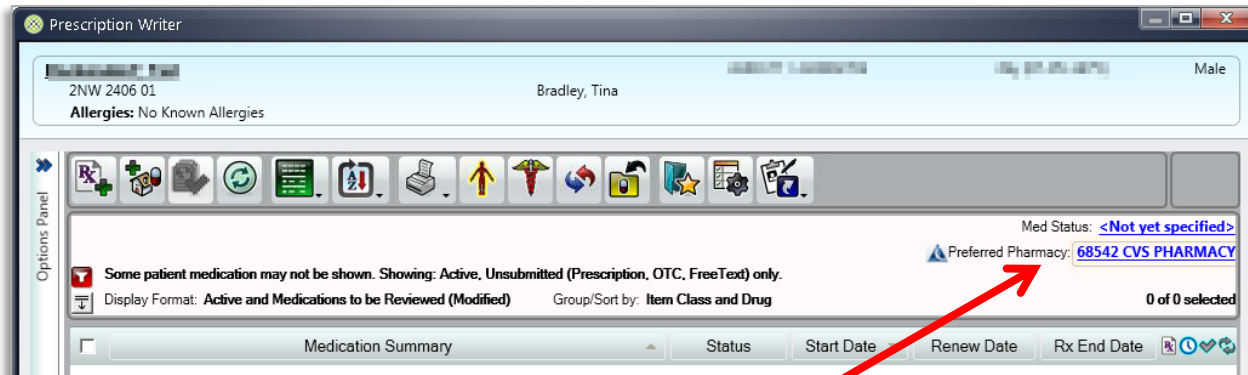 Prescription Writer
Male
2NW 2406 01 Bradley, Tina
Allergies: No Known Allergies
Options Panel
Med Status: <Not yet specified>
Preferred Pharmacy: 68542 CVS PHARMACY
Some patient medication may not be shown. Showing: Active, Unsubmitted (Prescription, OTC, FreeText) only.
Display Format: Active and Medications to be Reviewed (Modified) Group/Sort by: Item Class and Drug 0 of 0 selected
Medication Summary Status Start Date Renew Date Rx End Date